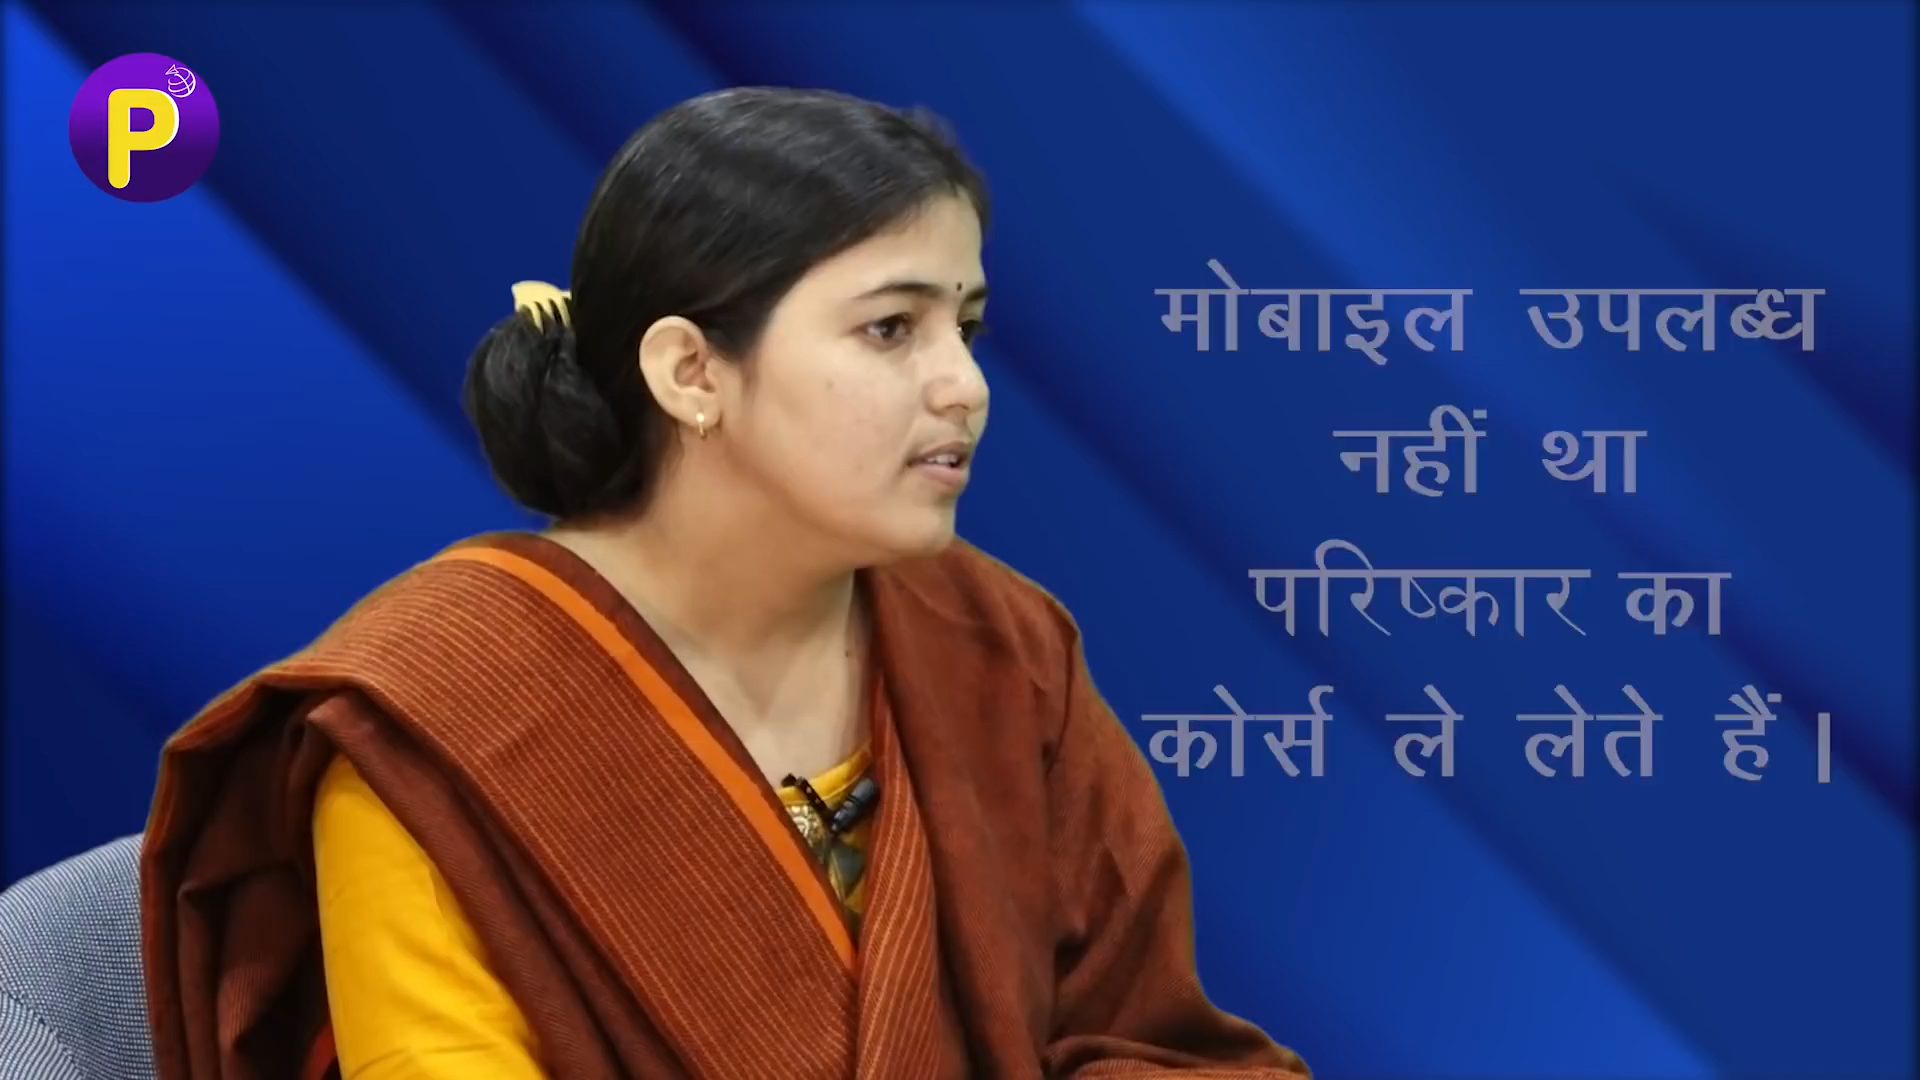 P
मोबाइल उपलब्ध
नहीं था
परिष्कार का
कोर्स ले लेते हैं।